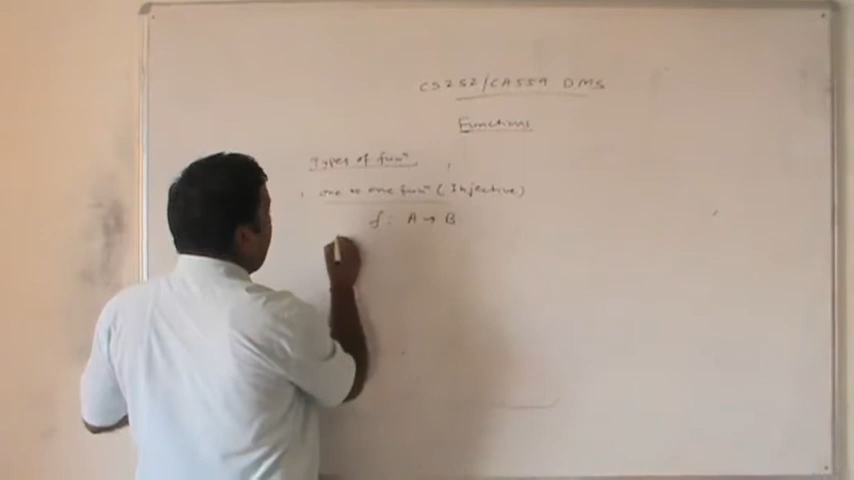 CS252/CA559 DMS
Functions
Types of funⁿ.
one to one funⁿ (Injective)
f: A → B